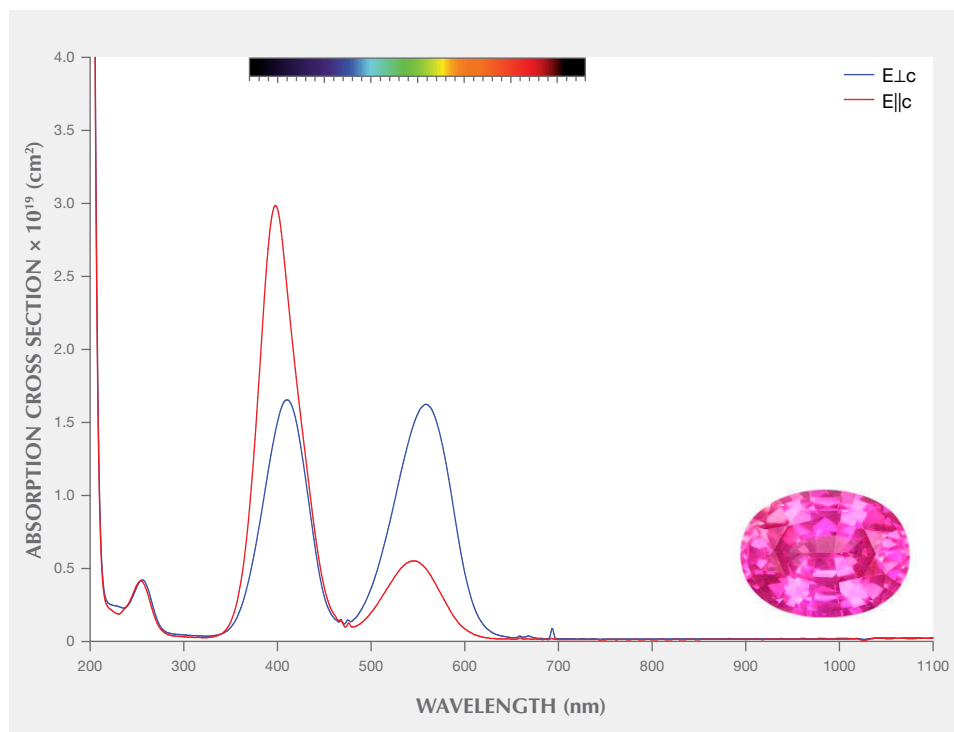 4.0
3.5
3.0
2.5
2.0
1.5
1.0
0.5
0
ABSORPTION CROSS SECTION × 10¹⁹ (cm²)
E⊥c
E||c
200 300 400 500 600 700 800 900 1000 1100
WAVELENGTH (nm)